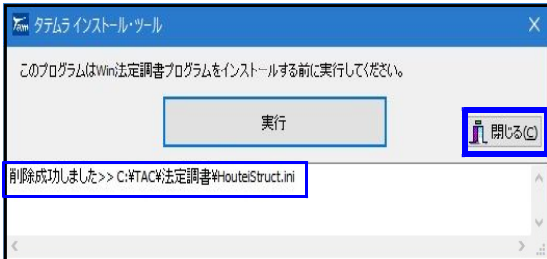 Tam タテムラ インストール・ツール
このプログラムはWin法定調書プログラムをインストールする前に実行してください。
実行
閉じる(C)
削除成功しました>> C:¥TAC¥法定調書¥HouteiStruct.ini